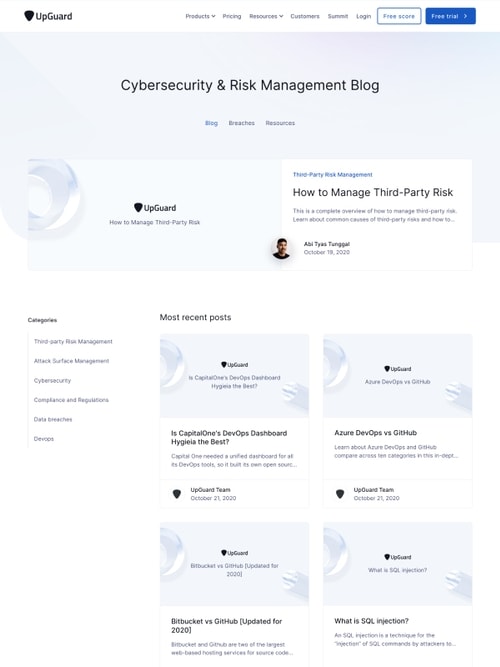 UpGuard
Products
Pricing
Resources
Customers
Summit
Login
Free score
Free trial
Cybersecurity & Risk Management Blog
Blog
Breaches
Resources
UpGuard
How to Manage Third-Party Risk
Third-Party Risk Management
How to Manage Third-Party Risk
This is a complete overview of how to manage third-party risk.
Learn about common causes of third-party risks and how to...
Abi Tyas Tunggal
October 19, 2020
Categories
Third-party Risk Management
Attack Surface Management
Cybersecurity
Compliance and Regulations
Data breaches
Devops
Most recent posts
UpGuard
Is CapitalOne's DevOps Dashboard
Hygieia the Best?
Is CapitalOne's DevOps Dashboard
Hygieia the Best?
Capital One needed a unified dashboard for all
its DevOps tools, so it built its own open sourc...
UpGuard Team
October 21, 2020
UpGuard
Azure DevOps vs GitHub
Azure DevOps vs GitHub
Learn about Azure DevOps and GitHub
compare across ten categories in this in-dept...
UpGuard Team
October 21, 2020
UpGuard
Bitbucket vs GitHub [Updated for
2020]
Bitbucket vs GitHub [Updated for
2020]
Bitbucket and Github are two of the largest
web-based hosting services for source code...
UpGuard
What is SQL injection?
What is SQL injection?
An SQL injection is a technique for the
"injection" of SQL commands by attackers to...